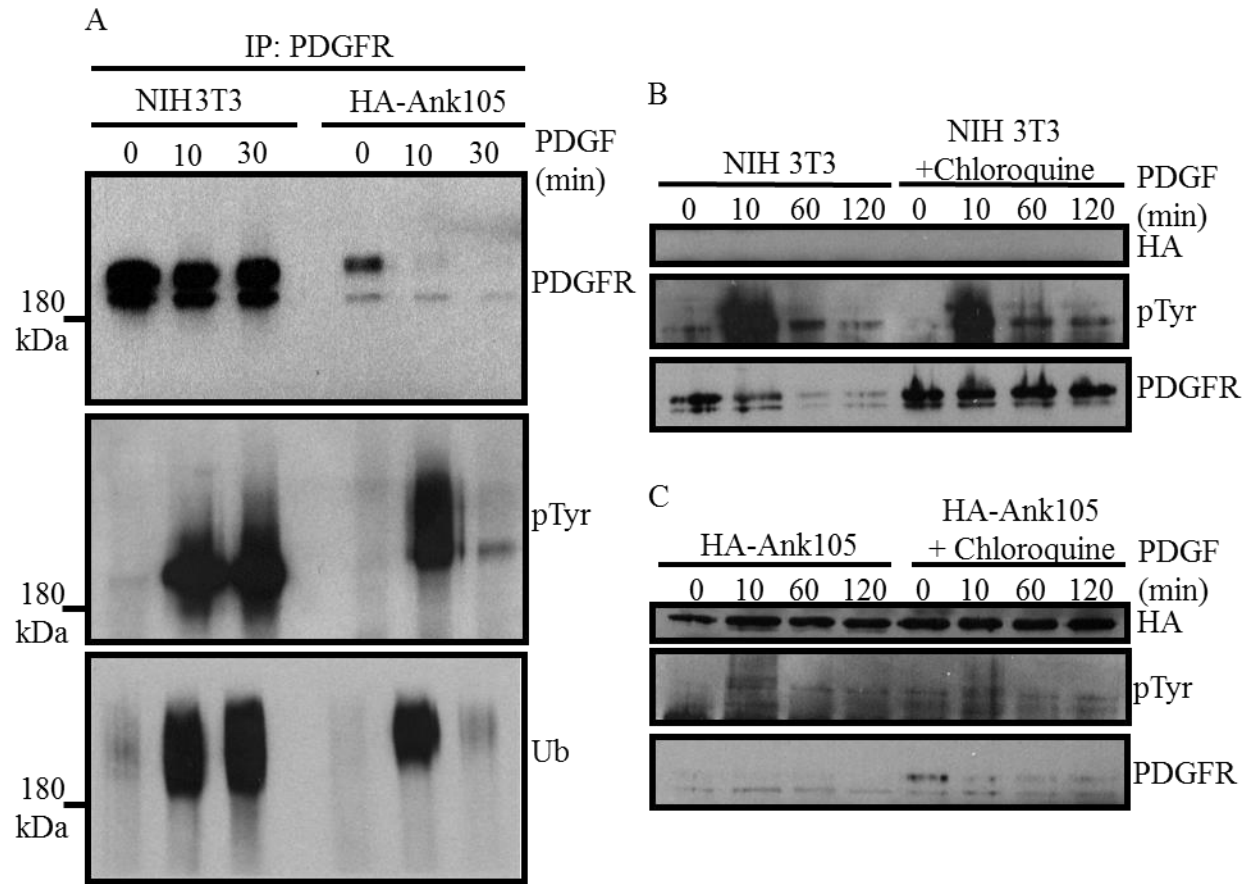 A
IP: PDGFR
NIH3T3 HA-Ank105
0 10 30 0 10 30 PDGF
(min)
180
kDa
PDGFR
180
kDa
pTyr
180
kDa
Ub
B
NIH 3T3
NIH 3T3
+Chloroquine
PDGF
(min)
0 10 60 120 0 10 60 120
HA
pTyr
PDGFR
C
HA-Ank105
HA-Ank105
+ Chloroquine
PDGF
(min)
0 10 60 120 0 10 60 120
HA
pTyr
PDGFR